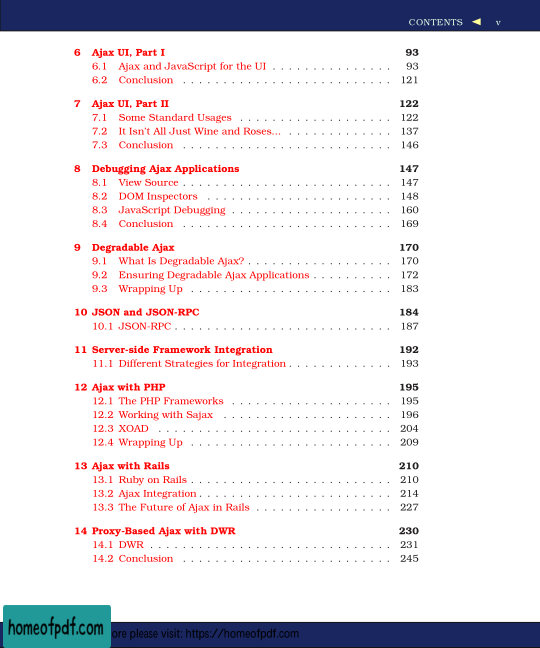 CONTENTS ◄ v
6 Ajax UI, Part I 93
6.1 Ajax and JavaScript for the UI . . . . . . . . . . . . . . . 93
6.2 Conclusion . . . . . . . . . . . . . . . . . . . . . . . . . . 121
7 Ajax UI, Part II 122
7.1 Some Standard Usages . . . . . . . . . . . . . . . . . . . 122
7.2 It Isn't All Just Wine and Roses... . . . . . . . . . . . . . 137
7.3 Conclusion . . . . . . . . . . . . . . . . . . . . . . . . . . 146
8 Debugging Ajax Applications 147
8.1 View Source . . . . . . . . . . . . . . . . . . . . . . . . . . 147
8.2 DOM Inspectors . . . . . . . . . . . . . . . . . . . . . . . 148
8.3 JavaScript Debugging . . . . . . . . . . . . . . . . . . . . 160
8.4 Conclusion . . . . . . . . . . . . . . . . . . . . . . . . . . 169
9 Degradable Ajax 170
9.1 What Is Degradable Ajax? . . . . . . . . . . . . . . . . . . 170
9.2 Ensuring Degradable Ajax Applications . . . . . . . . . . 172
9.3 Wrapping Up . . . . . . . . . . . . . . . . . . . . . . . . . 183
10 JSON and JSON-RPC 184
10.1 JSON-RPC . . . . . . . . . . . . . . . . . . . . . . . . . . . 187
11 Server-side Framework Integration 192
11.1 Different Strategies for Integration . . . . . . . . . . . . . 193
12 Ajax with PHP 195
12.1 The PHP Frameworks . . . . . . . . . . . . . . . . . . . . 195
12.2 Working with Sajax . . . . . . . . . . . . . . . . . . . . . 196
12.3 XOAD . . . . . . . . . . . . . . . . . . . . . . . . . . . . . 204
12.4 Wrapping Up . . . . . . . . . . . . . . . . . . . . . . . . . 209
13 Ajax with Rails 210
13.1 Ruby on Rails . . . . . . . . . . . . . . . . . . . . . . . . . 210
13.2 Ajax Integration . . . . . . . . . . . . . . . . . . . . . . . . 214
13.3 The Future of Ajax in Rails . . . . . . . . . . . . . . . . . 227
14 Proxy-Based Ajax with DWR 230
14.1 DWR . . . . . . . . . . . . . . . . . . . . . . . . . . . . . . 231
14.2 Conclusion . . . . . . . . . . . . . . . . . . . . . . . . . . 245
homeofpdf.com ore please visit: https://homeofpdf.com